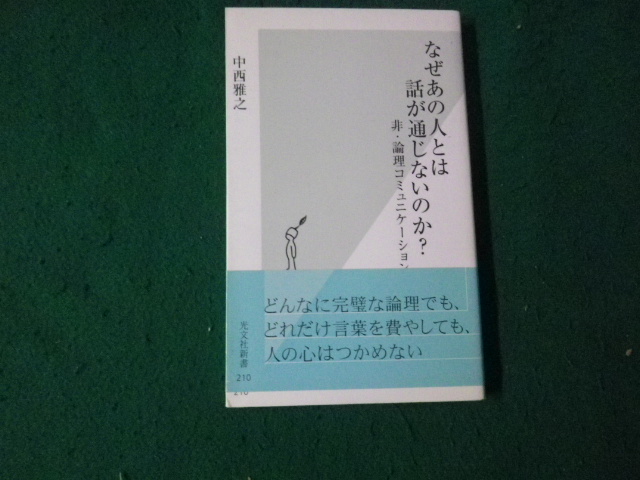 なぜあの人とは
話が通じないのか?
非・論理コミュニケーション
中西雅之
どんなに完璧な論理でも、
どれだけ言葉を費やしても、
人の心はつかめない
光文社新書
210
210